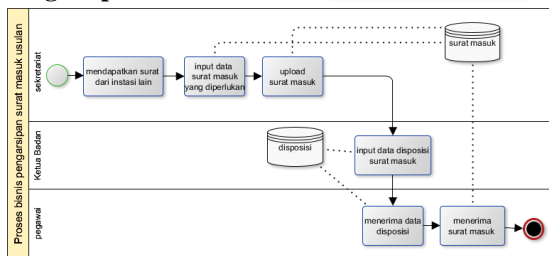 Proses bisnis pengarsipan surat masuk usulan
sekretariat
mendapatkan surat
dari instasi lain
input data
surat masuk
yang diperlukan
upload
surat masuk
surat masuk
Ketua Badan
disposisi
input data disposisi
surat masuk
pegawai
menerima data
disposisi
menerima
surat masuk